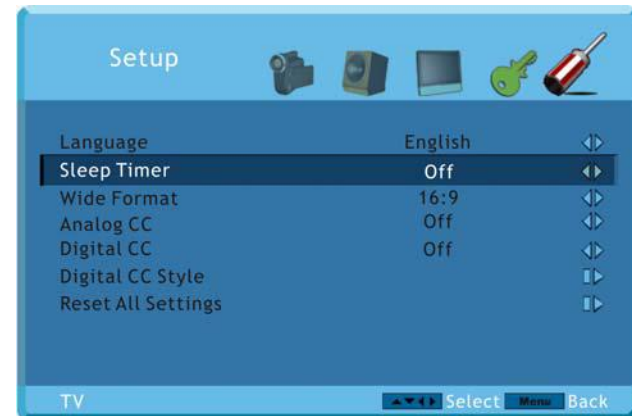 Setup
Language English
Sleep Timer Off
Wide Format 16:9
Analog CC Off
Digital CC Off
Digital CC Style
Reset All Settings
TV Select Menu Back